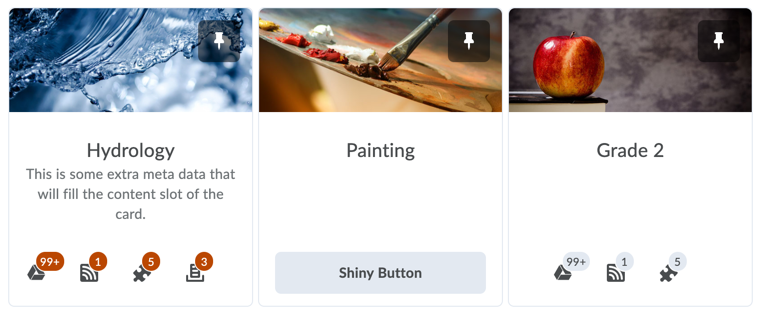 Hydrology
This is some extra meta data that
will fill the content slot of the
card.
99+ 1 5 3
Painting
Shiny Button
Grade 2
99+ 1 5